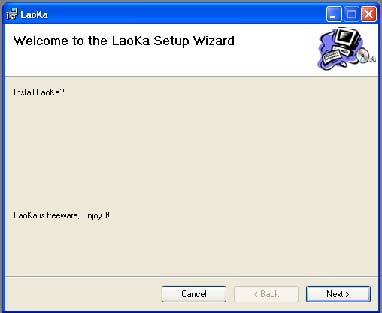 LaoKa
Welcome to the LaoKa Setup Wizard
Install LaoKa!!
LaoKa is freeware, Enjoy it!
Cancel
< Back
Next >